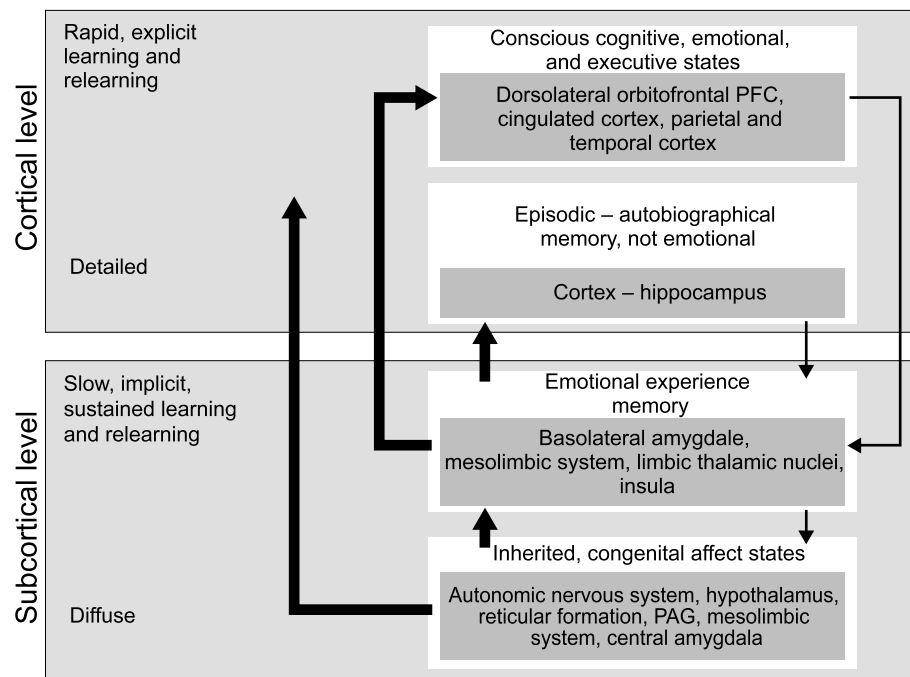 Cortical level
Rapid, explicit
learning and
relearning
Detailed
Conscious cognitive, emotional,
and executive states
Dorsolateral orbitofrontal PFC,
cingulated cortex, parietal and
temporal cortex
Episodic – autobiographical
memory, not emotional
Cortex – hippocampus
Subcortical level
Slow, implicit,
sustained learning
and relearning
Diffuse
Emotional experience
memory
Basolateral amygdale,
mesolimbic system, limbic thalamic nuclei,
insula
Inherited, congenital affect states
Autonomic nervous system, hypothalamus,
reticular formation, PAG, mesolimbic
system, central amygdala